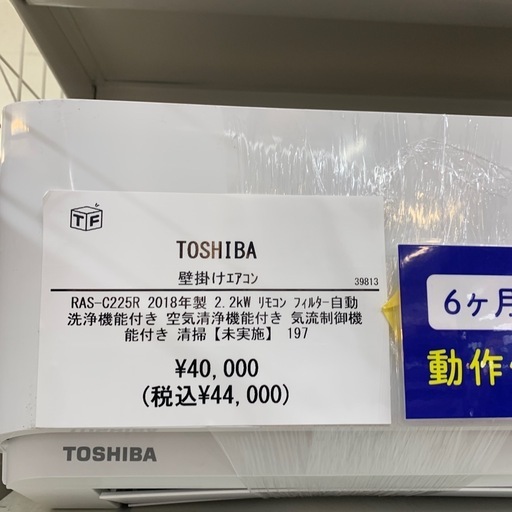 TF
TOSHIBA
壁掛けエアコン
39813
RAS-C225R 2018年製 2.2kW リモコン フィルター自動
洗浄機能付き 空気清浄機能付き 気流制御機
能付き 清掃【未実施】 197
¥40,000
(税込¥44,000)
6ヶ月
動作
TOSHIBA